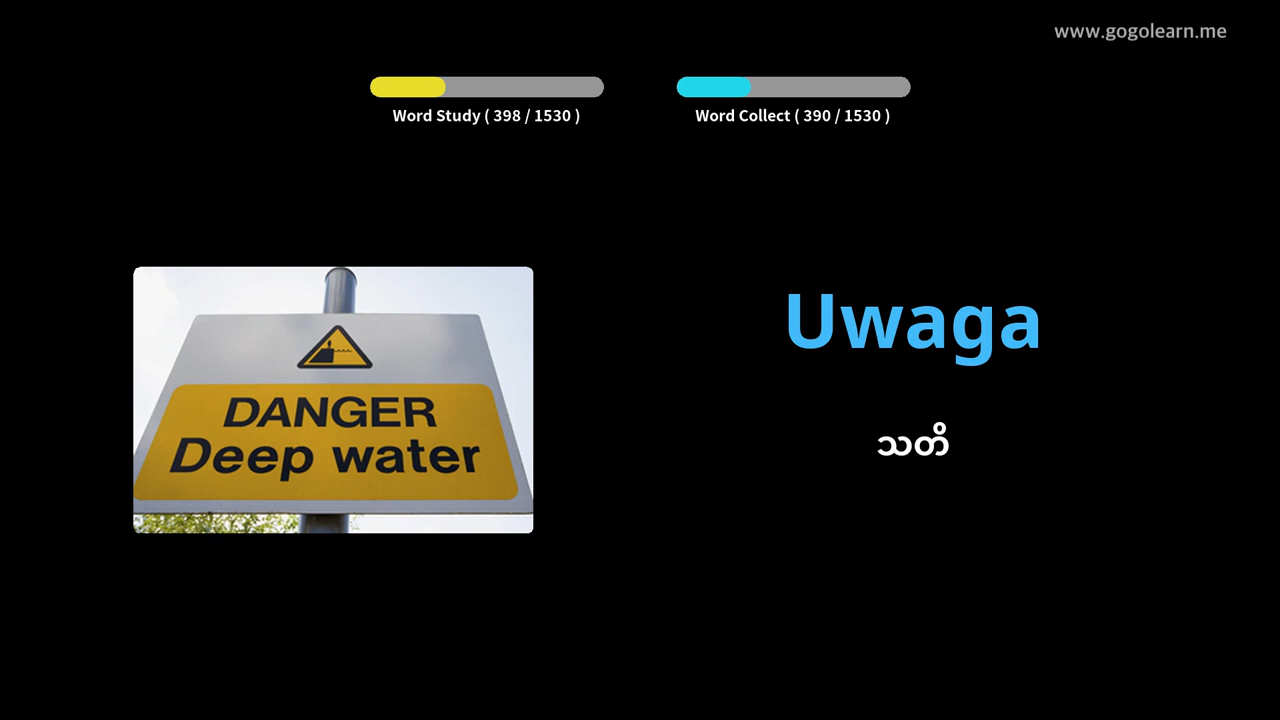 www.gogolearn.me
Word Study ( 398 / 1530 )
Word Collect ( 390 / 1530 )
DANGER
Deep water
Uwaga
သတိ